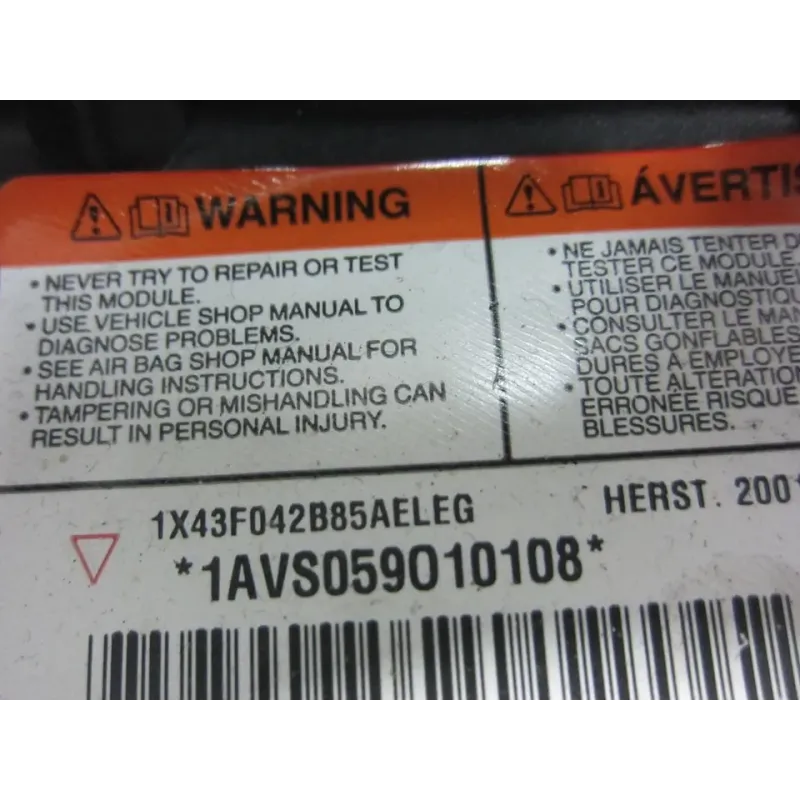 WARNING
• NEVER TRY TO REPAIR OR TEST
THIS MODULE.
• USE VEHICLE SHOP MANUAL TO
DIAGNOSE PROBLEMS.
• SEE AIR BAG SHOP MANUAL FOR
HANDLING INSTRUCTIONS.
• TAMPERING OR MISHANDLING CAN
RESULT IN PERSONAL INJURY.
ÁVERTIS
• NE JAMAIS TENTER D
TESTER CE MODULE.
• UTILISER LE MANUE
POUR DIAGNOSTIQU
• CONSULTER LE MAN
SACS GONFLABLES
DURES A EMPLOYE
• TOUTE ALTERATION
ERRONÉE RISQUE
BLESSURES.
1X43F042B85AELEG
HERST. 2001
*1AVS059010108*